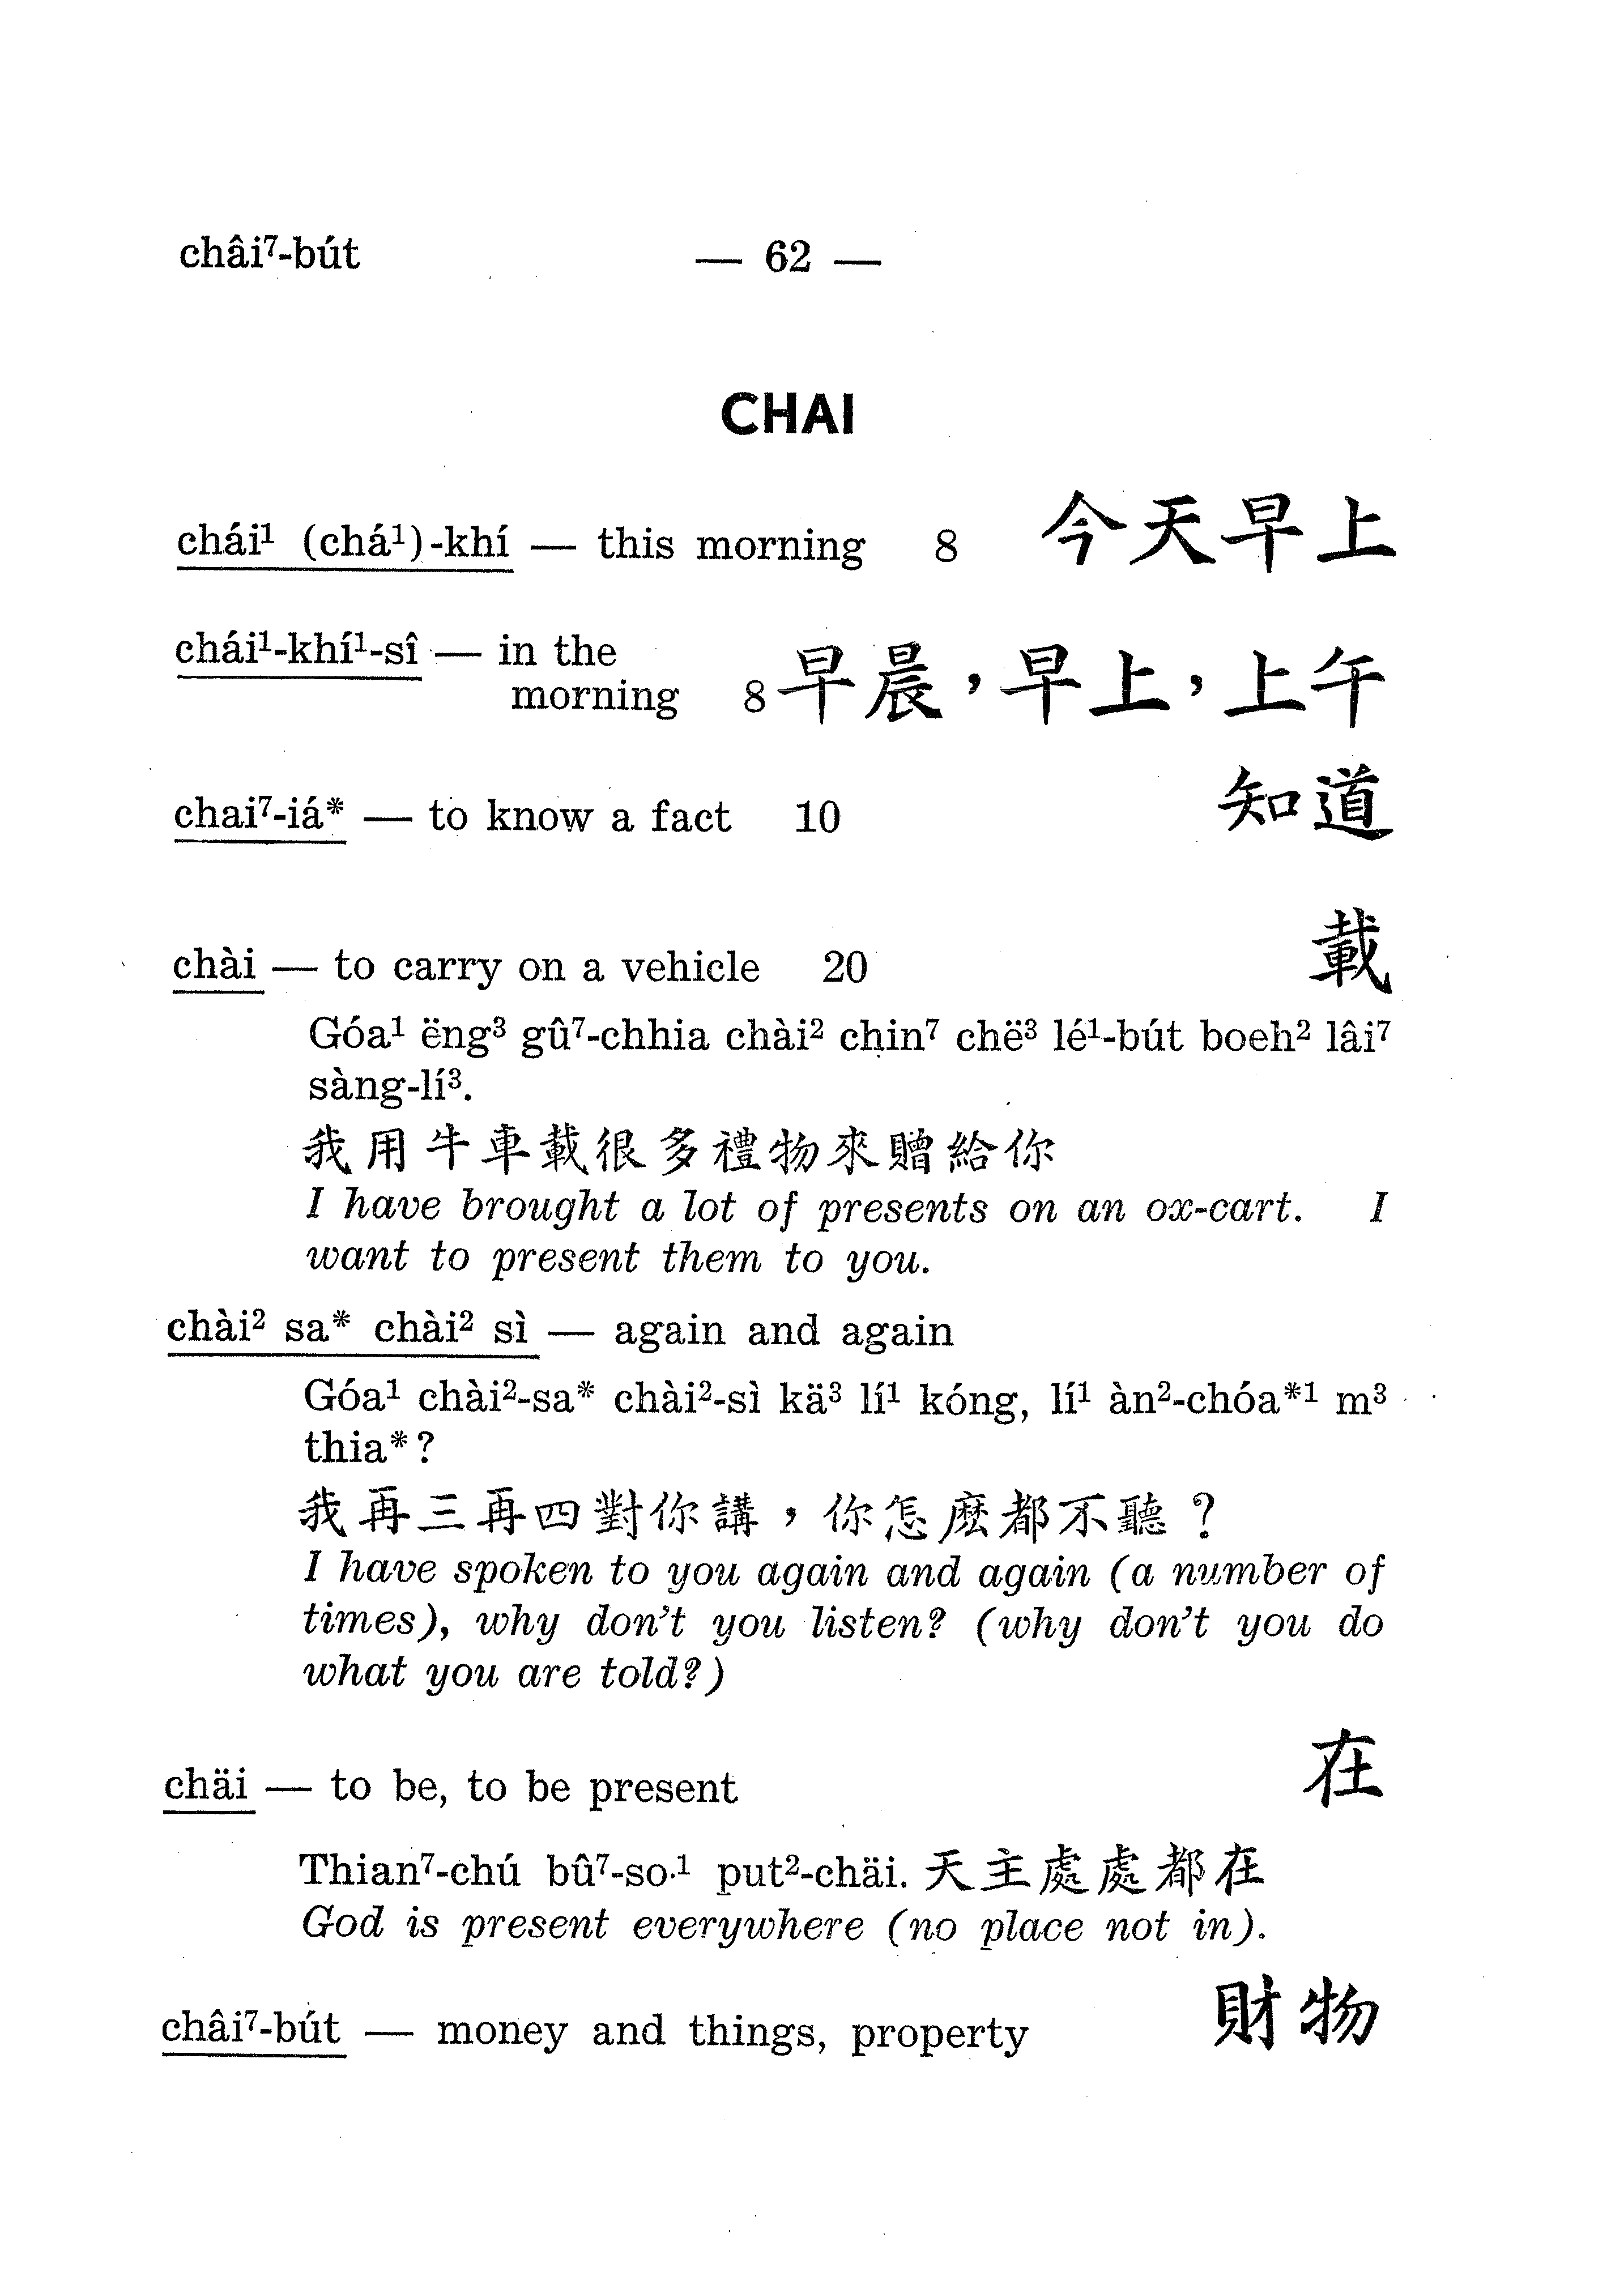 châi⁷-bút — 62 —
CHAI
chái¹ (chá¹)-khí — this morning 8 今天早上
chái¹-khí¹-sî — in the
morning 8 早晨,早上,上午
chai⁷-iá* — to know a fact 10 知道
chài — to carry on a vehicle 20 載
Góa¹ ëng³ gû⁷-chhia chài² chin⁷ chë³ lé¹-bút boeh² lâi⁷
sàng-lí³.
我用牛車載很多禮物來贈給你
I have brought a lot of presents on an ox-cart. I
want to present them to you.
chài² sa* chài² sì — again and again
Góa¹ chài²-sa* chài²-sì kä³ lí¹ kóng, lí¹ àn²-chóa*¹ m³
thia*?
我再三再四對你講,你怎麽都不聽?
I have spoken to you again and again (a number of
times), why don't you listen? (why don't you do
what you are told?)
chäi — to be, to be present 在
Thian⁷-chú bû⁷-so·¹ put²-chäi. 天主處處都在
God is present everywhere (no place not in).
châi⁷-bút — money and things, property 財物